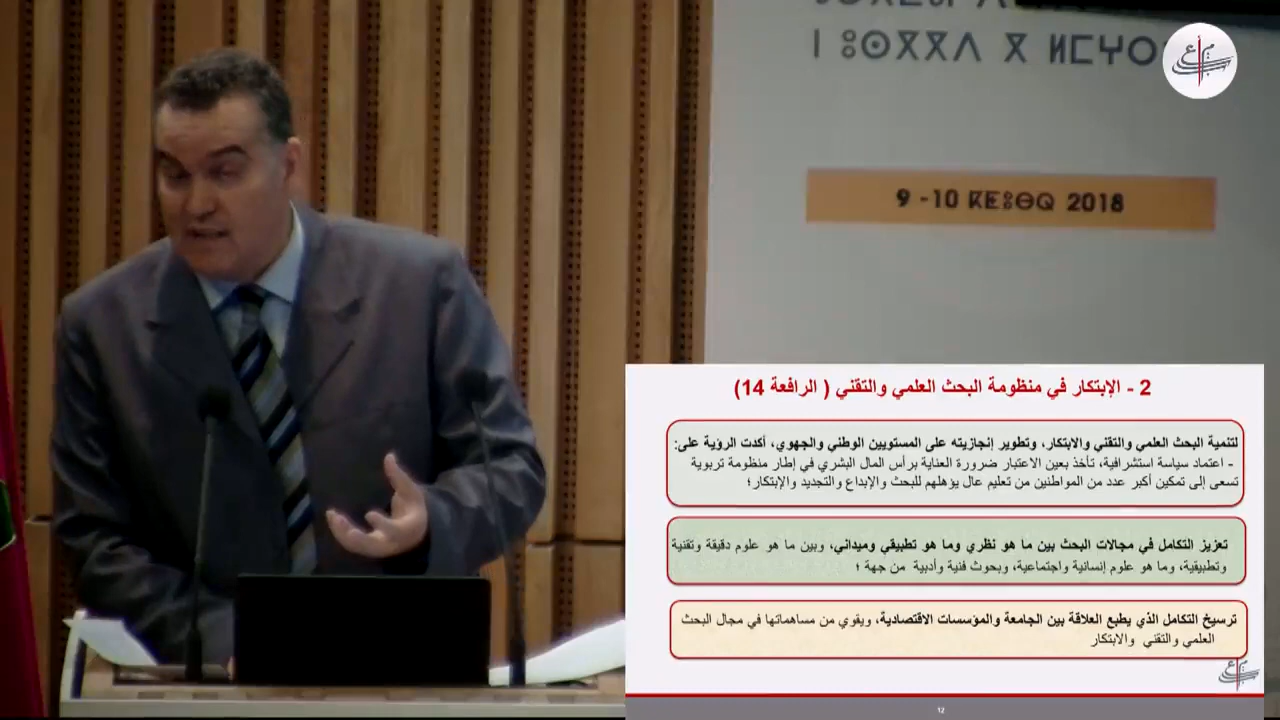 ⵏ ⵓⵙⴳⴳⴷ ⴳ ⵍⵎⵖⵔⵉⴱ
9 -10 ⴽⵟⵓⴱⵕ 2018
2 - الإبتكار في منظومة البحث العلمي والتقني ( الرافعة 14)
لتنمية البحث العلمي والتقني والابتكار، وتطوير إنجازيته على المستويين الوطني والجهوي، أكدت الرؤية على:
- اعتماد سياسة استشرافية، تأخذ بعين الاعتبار ضرورة العناية برأس المال البشري في إطار منظومة تربوية
تسعى إلى تمكين أكبر عدد من المواطنين من تعليم عال يؤهلهم للبحث والإبداع والتجديد والإبتكار؛
تعزيز التكامل في مجالات البحث بين ما هو نظري وما هو تطبيقي وميداني، وبين ما هو علوم دقيقة وتقنية
وتطبيقية، وما هو علوم إنسانية واجتماعية، وبحوث فنية وأدبية من جهة ؛
ترسيخ التكامل الذي يطبع العلاقة بين الجامعة والمؤسسات الاقتصادية، ويقوي من مساهماتها في مجال البحث
العلمي والتقني والابتكار
12